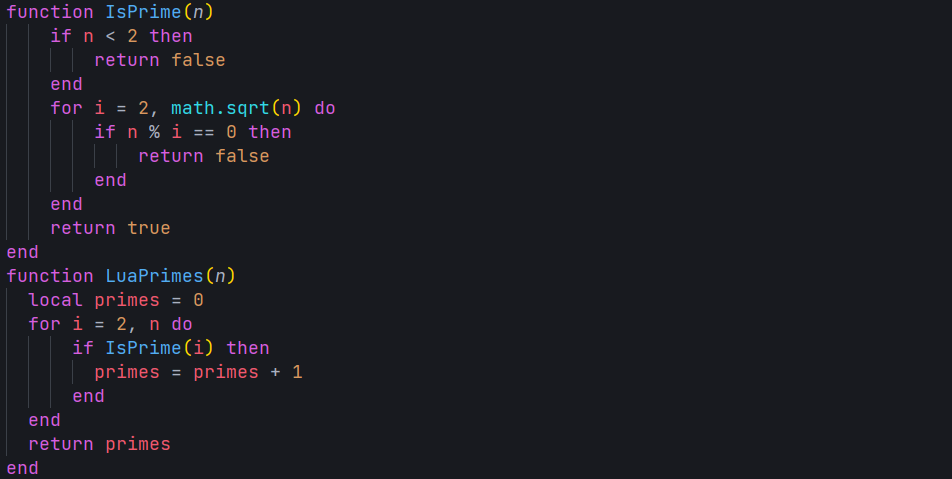 function IsPrime(n)
    if n < 2 then
        return false
    end
    for i = 2, math.sqrt(n) do
        if n % i == 0 then
            return false
        end
    end
    return true
end
function LuaPrimes(n)
  local primes = 0
  for i = 2, n do
      if IsPrime(i) then
        primes = primes + 1
      end
  end
  return primes
end